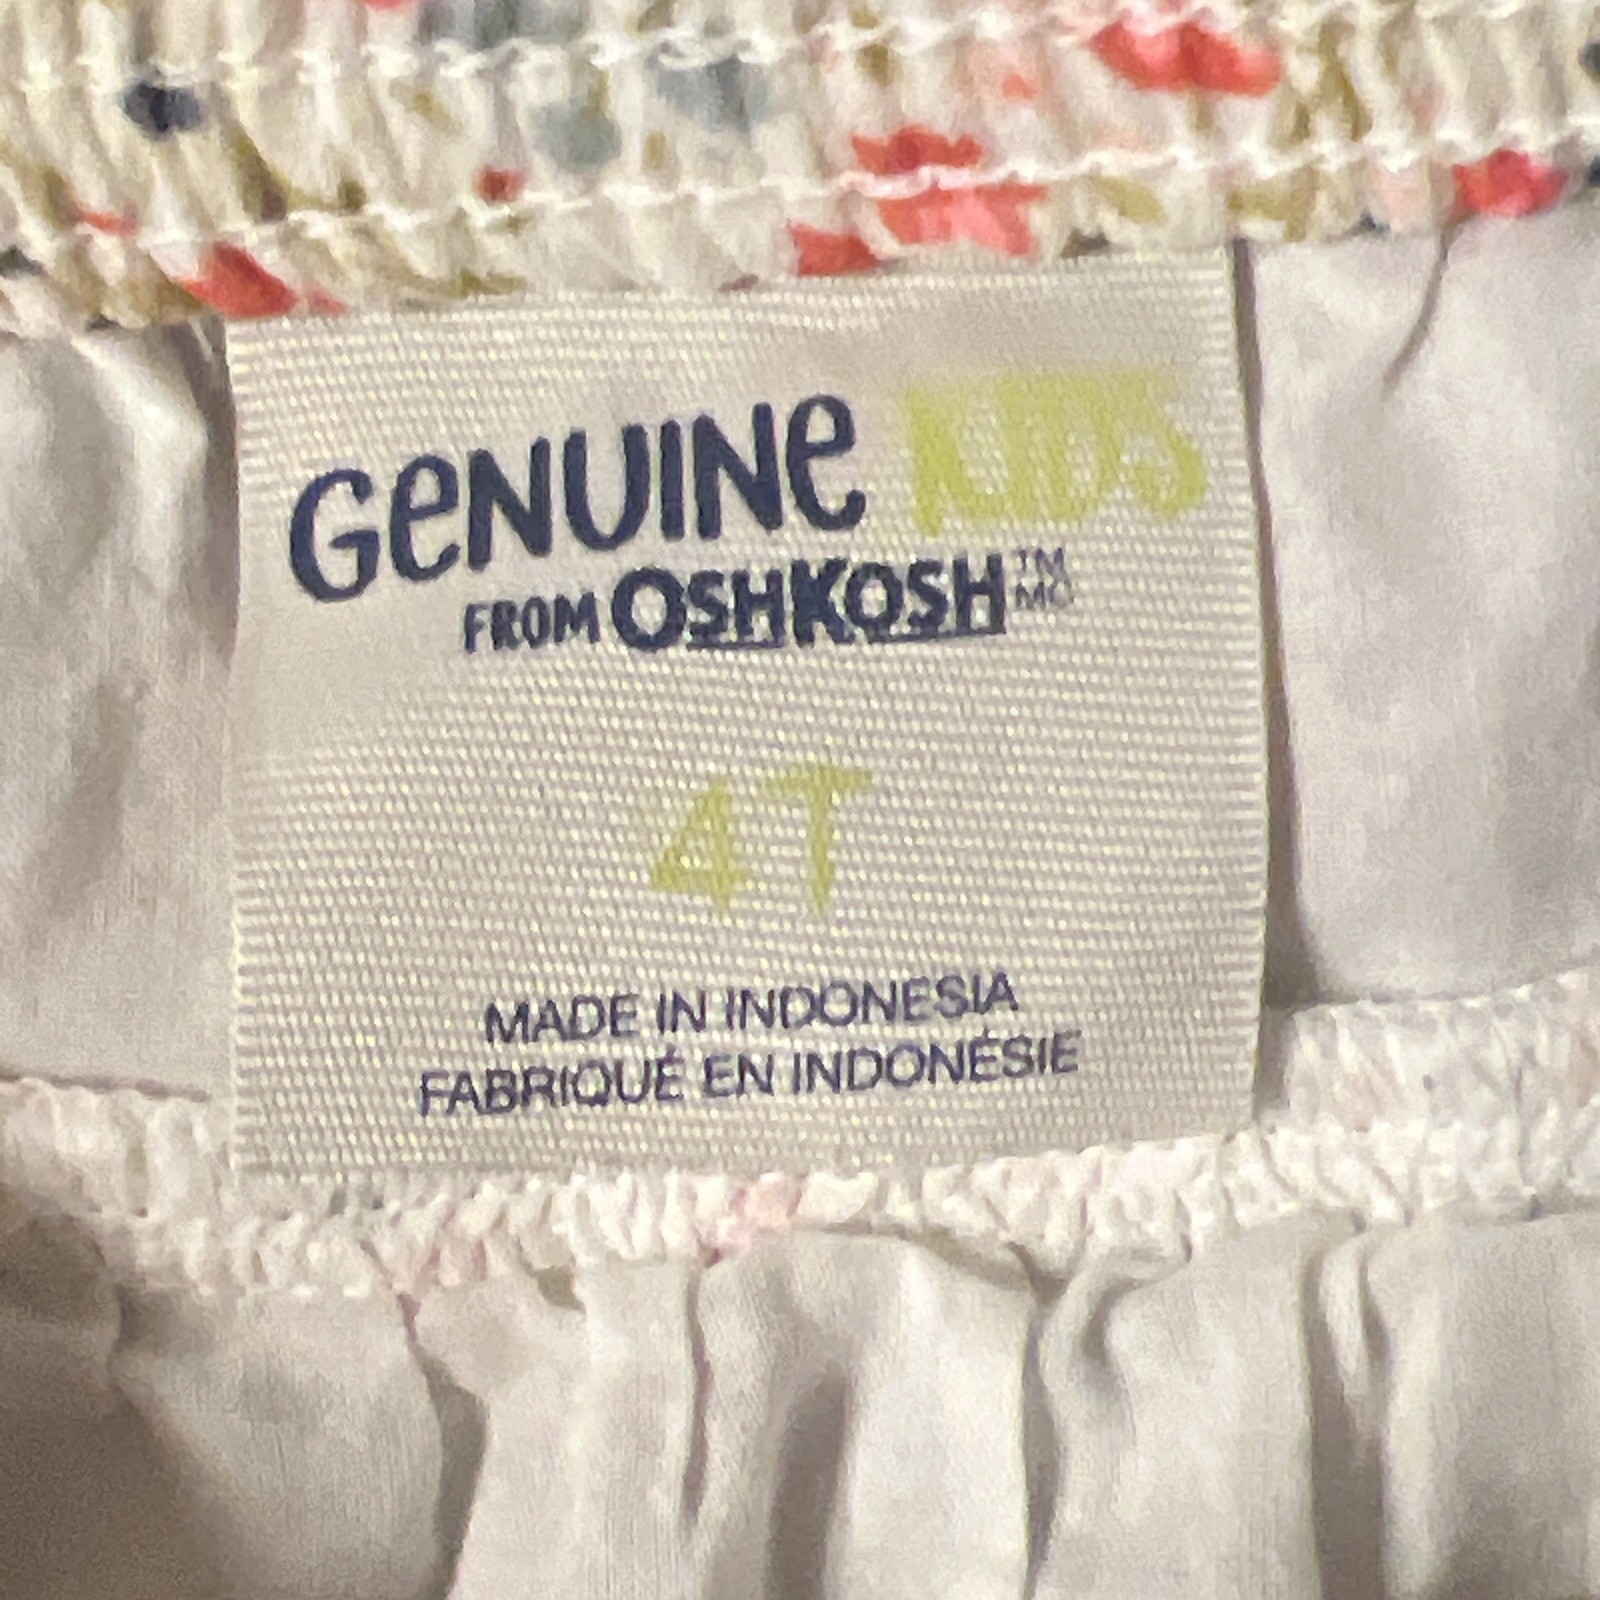 GeNUINe KIDS
FROM OSHKOSH TM MC
4T
MADE IN INDONESIA
FABRIQUÉ EN INDONÉSIE